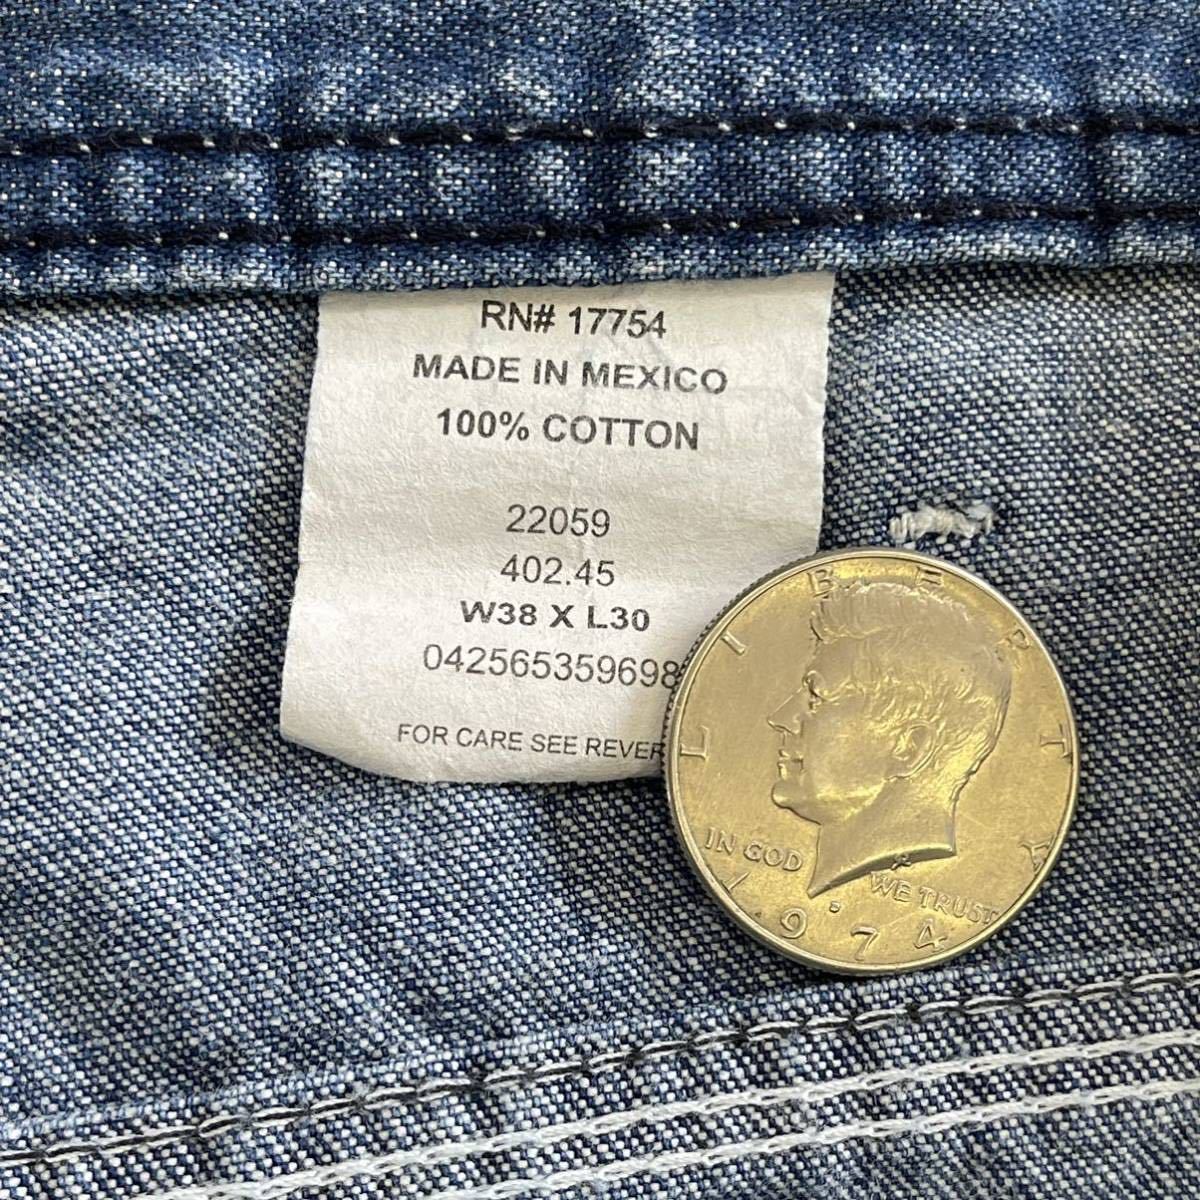 RN# 17754
MADE IN MEXICO
100% COTTON
22059
402.45
W38 X L30
042565359698
FOR CARE SEE REVER
LIBERTY
IN GOD WE TRUST
1974